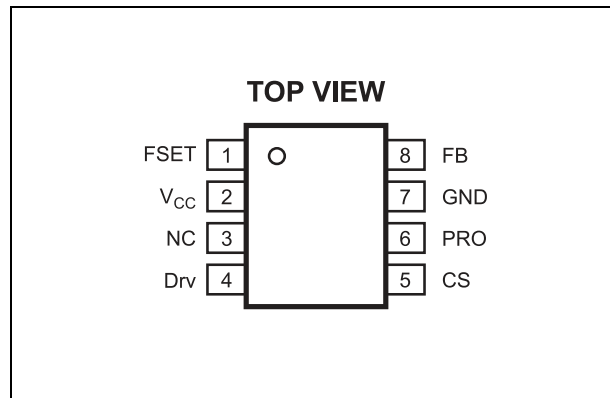 TOP VIEW
FSET 1 8 FB
VCC 2 7 GND
NC 3 6 PRO
Drv 4 5 CS